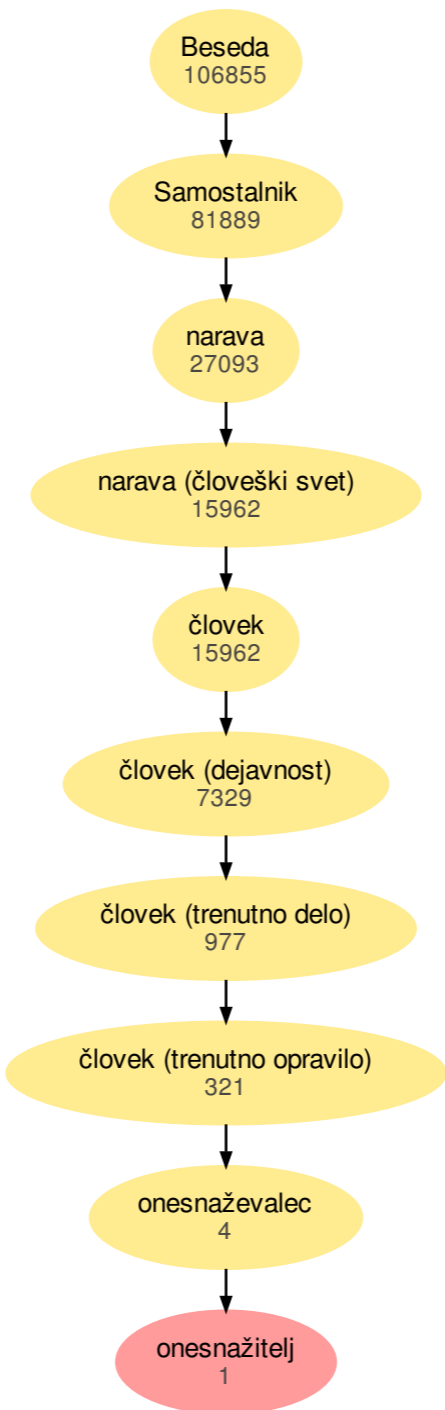 Beseda
106855
Samostalnik
81889
narava
27093
narava (človeški svet)
15962
človek
15962
človek (dejavnost)
7329
človek (trenutno delo)
977
človek (trenutno opravilo)
321
onesnaževalec
4
onesnažitelj
1